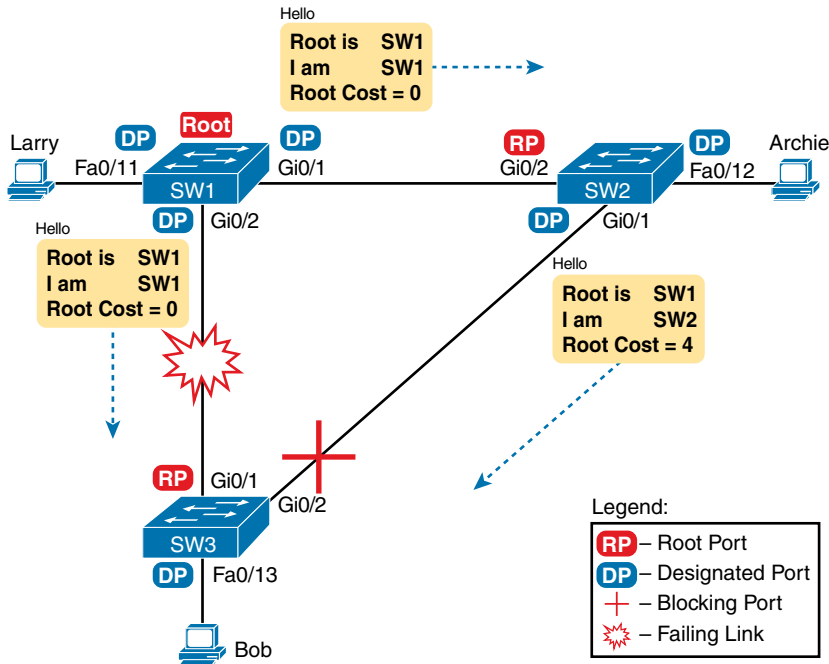 Hello
Root is SW1
I am SW1
Root Cost = 0
Larry
DP
Root
DP
RP
DP
Archie
Fa0/11
SW1
Gi0/1
Gi0/2
SW2
Fa0/12
DP
Gi0/2
DP
Gi0/1
Hello
Root is SW1
I am SW1
Root Cost = 0
Hello
Root is SW1
I am SW2
Root Cost = 4
RP
Gi0/1
Gi0/2
SW3
DP
Fa0/13
Bob
Legend:
RP – Root Port
DP – Designated Port
– Blocking Port
– Failing Link